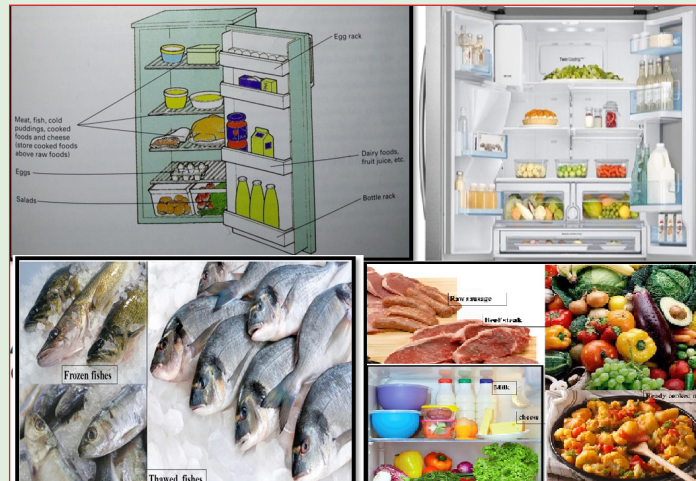 Egg rack
Meat, fish, cold
puddings, cooked
foods and cheese
(store cooked foods
above raw foods)
Eggs
Salads
Dairy foods,
fruit juice, etc.
Bottle rack
Frozen fishes
Thawed fishes
Raw sausage
Beef steak
Milk
cheese
Ready cooked